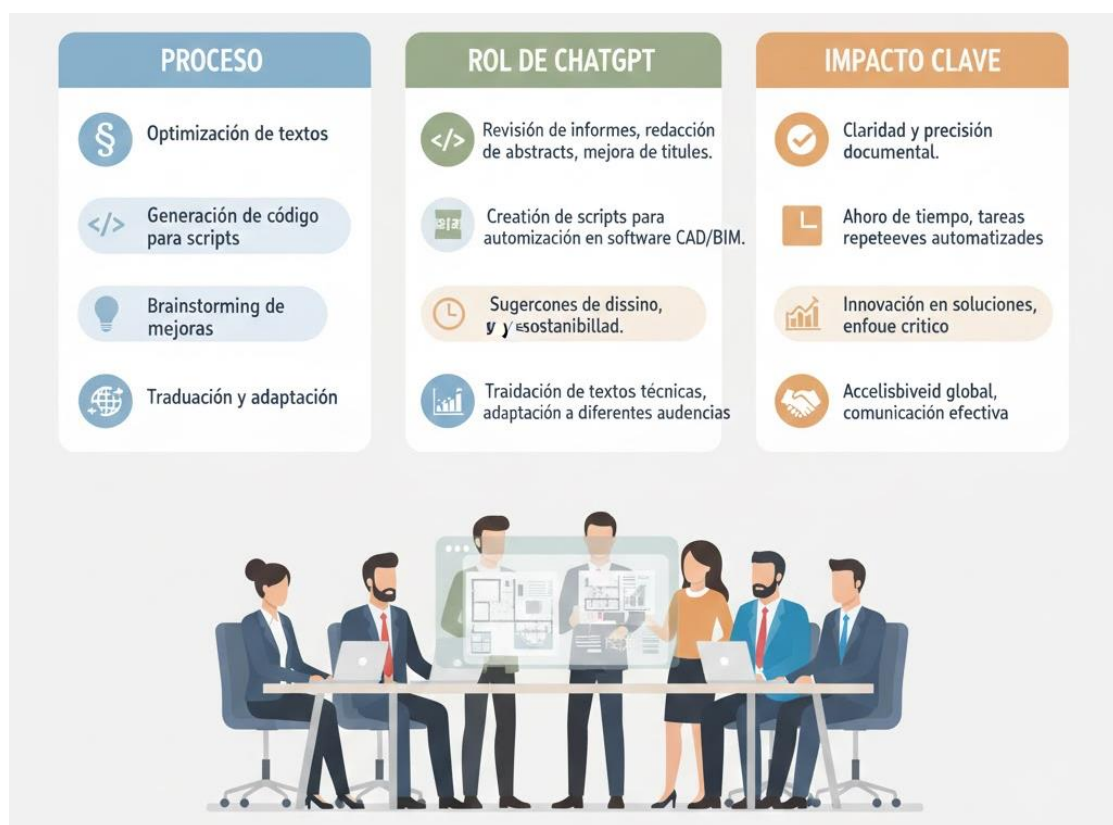 PROCESO
Optimización de textos
Generación de código
para scripts
Brainstorming de
mejoras
Traduación y adaptación
ROL DE CHATGPT
Revisión de informes, redacción
de abstracts, mejora de titules.
Creatión de scripts para
automización en software CAD/BIM.
Sugercones de dissino,
y esostanibillad.
Traidación de textos técnicas,
adaptación a diferentes audencias
IMPACTO CLAVE
Claridad y precisión
documental.
Ahoro de tiempo, tareas
repeteeves automatizades
Innovación en soluciones,
enfoue critico
Accelisbiveid global,
comunicación efectiva